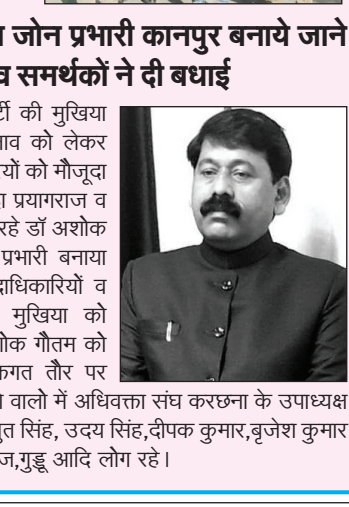 जोन प्रभारी कानपुर बनाये जाने
व समर्थकों ने दी बधाई
की मुखिया
को लेकर
को मौजूदा
प्रयागराज व
रहे डॉ अशोक
प्रभारी बनाया
व
मुखिया को
गौतम को
तौर पर
वालो में अधिवक्ता संघ करछना के उपाध्यक्ष
सिंह, उदय सिंह,दीपक कुमार,बृजेश कुमार
गुड्डू आदि लोग रहे।